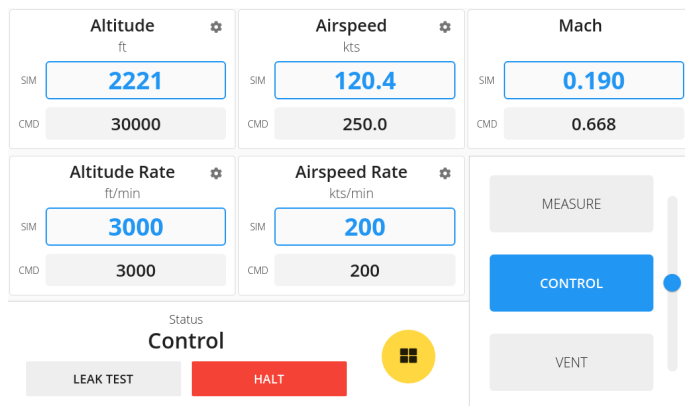 Altitude
ft
SIM 2221
CMD 30000
Airspeed
kts
SIM 120.4
CMD 250.0
Mach
SIM 0.190
CMD 0.668
Altitude Rate
ft/min
SIM 3000
CMD 3000
Airspeed Rate
kts/min
SIM 200
CMD 200
MEASURE
CONTROL
VENT
Status
Control
LEAK TEST
HALT